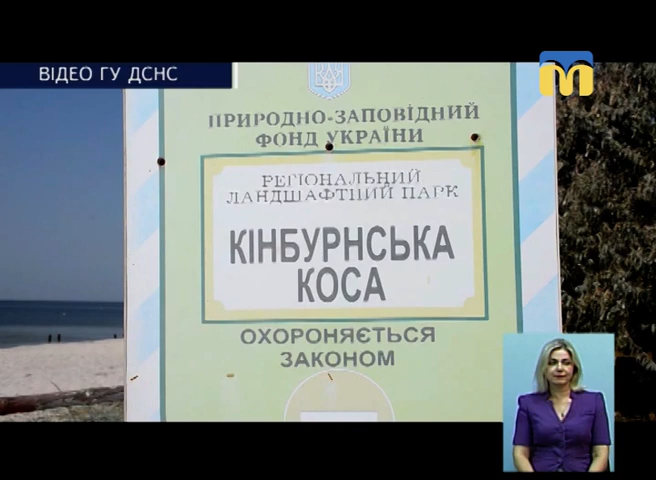 ВІДЕО ГУ ДСНС
М
ПРИРОДНО-ЗАПОВІДНИЙ
ФОНД УКРАЇНИ
РЕГІОНАЛЬНИЙ
ЛАНДШАФТНИЙ ПАРК
КІНБУРНСЬКА
КОСА
ОХОРОНЯЄТЬСЯ
ЗАКОНОМ